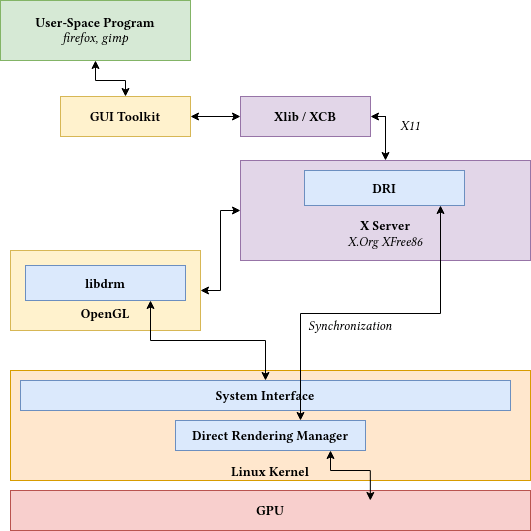 User-Space Program
firefox, gimp
GUI Toolkit
Xlib / XCB
X11
DRI
X Server
X.Org XFree86
libdrm
OpenGL
Synchronization
System Interface
Direct Rendering Manager
Linux Kernel
GPU